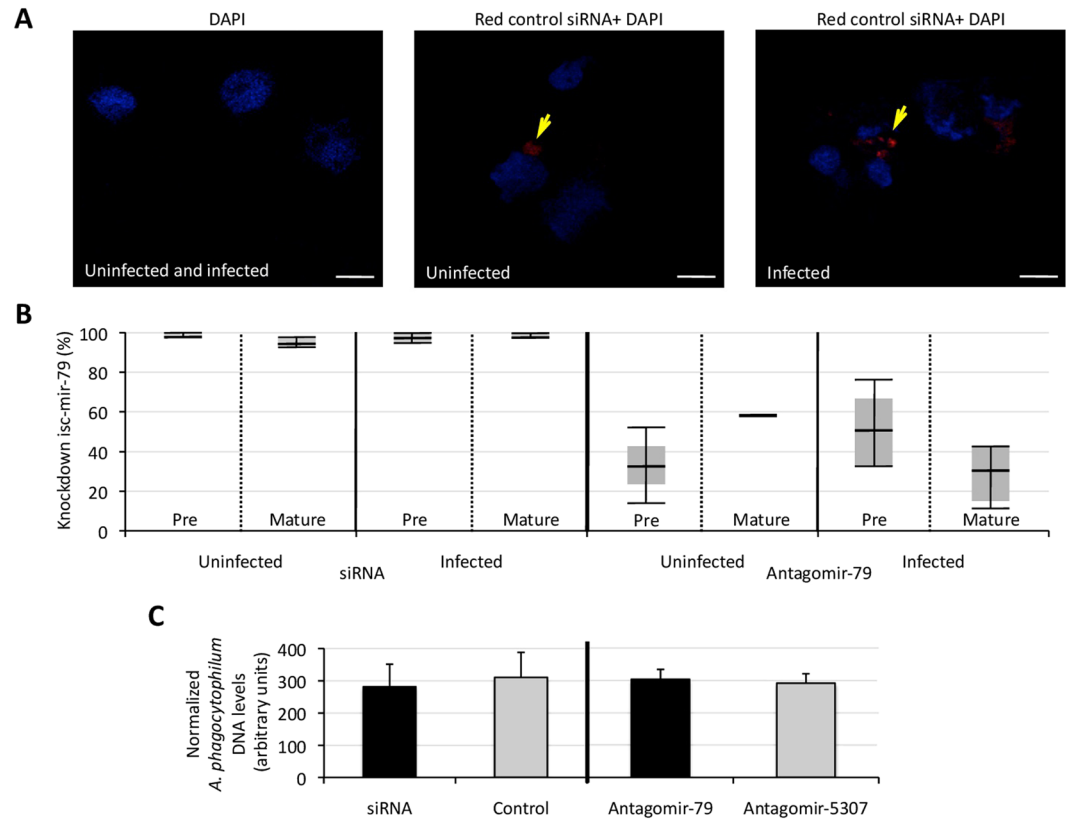 A
DAPI
Red control siRNA+ DAPI
Red control siRNA+ DAPI
Uninfected and infected
Uninfected
Infected
B
Knockdown isc-mir-79 (%)
100
80
60
40
20
0
Pre
Mature
Pre
Mature
Pre
Mature
Pre
Mature
Uninfected
Infected
Uninfected
Infected
siRNA
Antagomir-79
C
Normalized
A. phagocytophilum
DNA levels
(arbitrary units)
400
300
200
100
0
siRNA
Control
Antagomir-79
Antagomir-5307